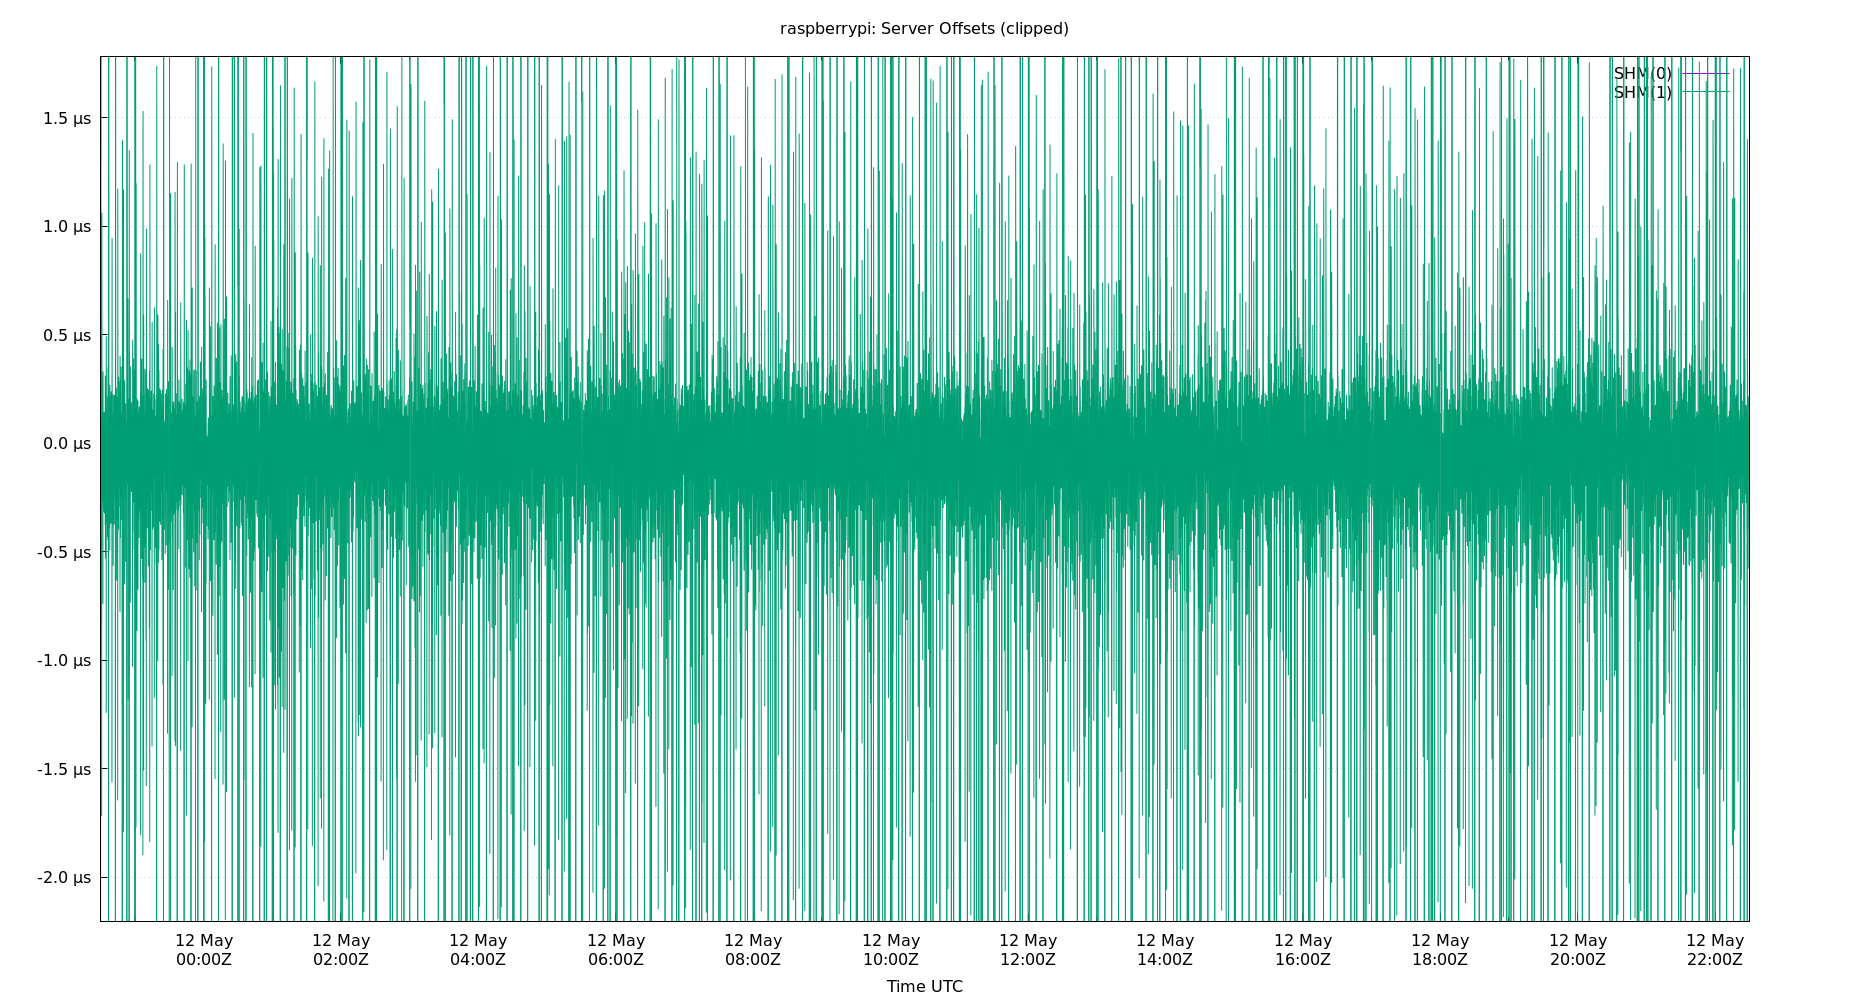 raspberrypi: Server Offsets (clipped)
SHM(0)
SHM(1)
1.5 µs
1.0 µs
0.5 µs
0.0 µs
-0.5 µs
-1.0 µs
-1.5 µs
-2.0 µs
12 May 12 May 12 May 12 May 12 May 12 May 12 May 12 May 12 May 12 May 12 May 12 May
00:00Z 02:00Z 04:00Z 06:00Z 08:00Z 10:00Z 12:00Z 14:00Z 16:00Z 18:00Z 20:00Z 22:00Z
Time UTC